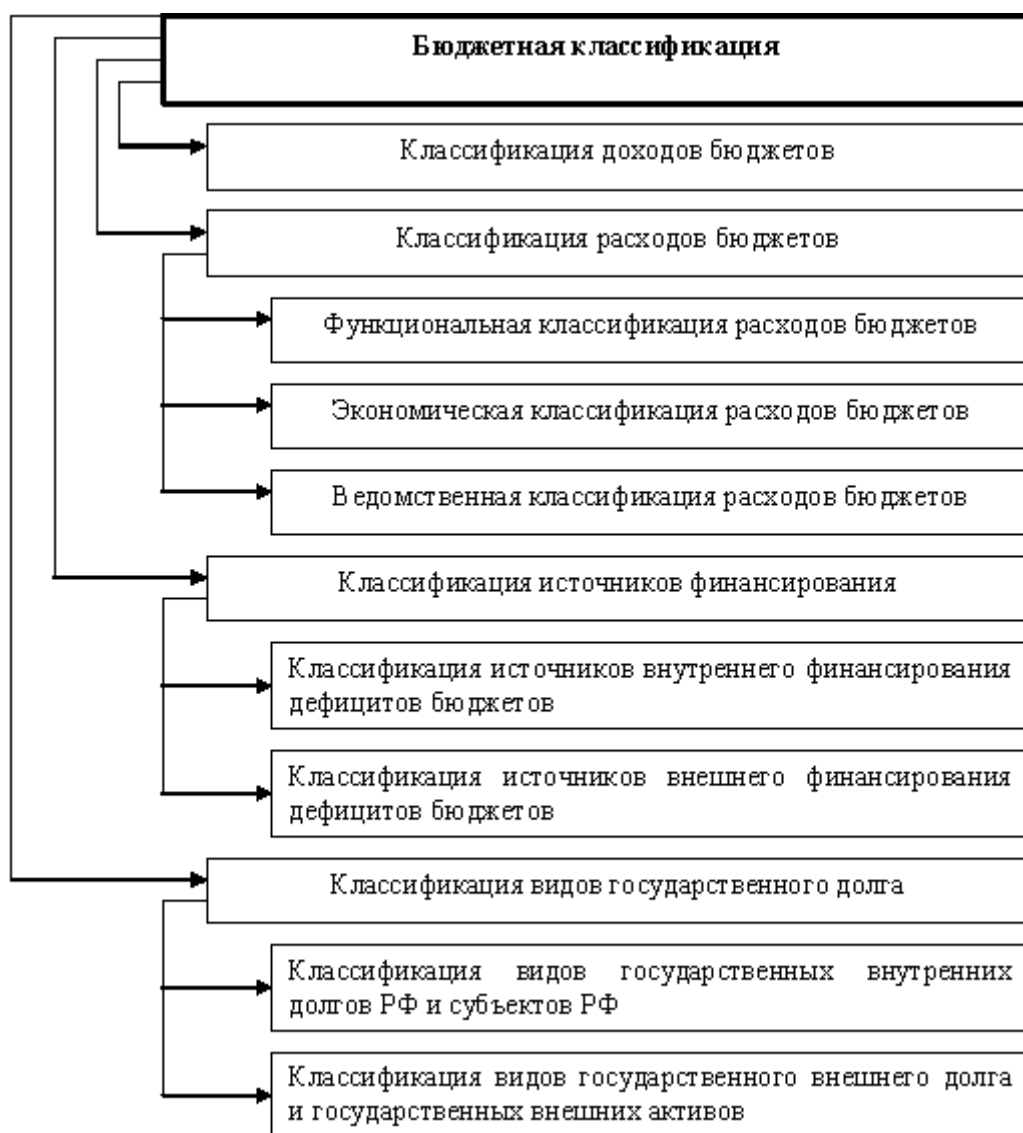 Бюджетная классификация
Классификация доходов бюджетов
Классификация расходов бюджетов
Функциональная классификация расходов бюджетов
Экономическая классификация расходов бюджетов
Ведомственная классификация расходов бюджетов
Классификация источников финансирования
Классификация источников внутреннего финансирования
дефицитов бюджетов
Классификация источников внешнего финансирования
дефицитов бюджетов
Классификация видов государственного долга
Классификация видов государственных внутренних
долгов РФ и субъектов РФ
Классификация видов государственного внешнего долга
и государственных внешних активов